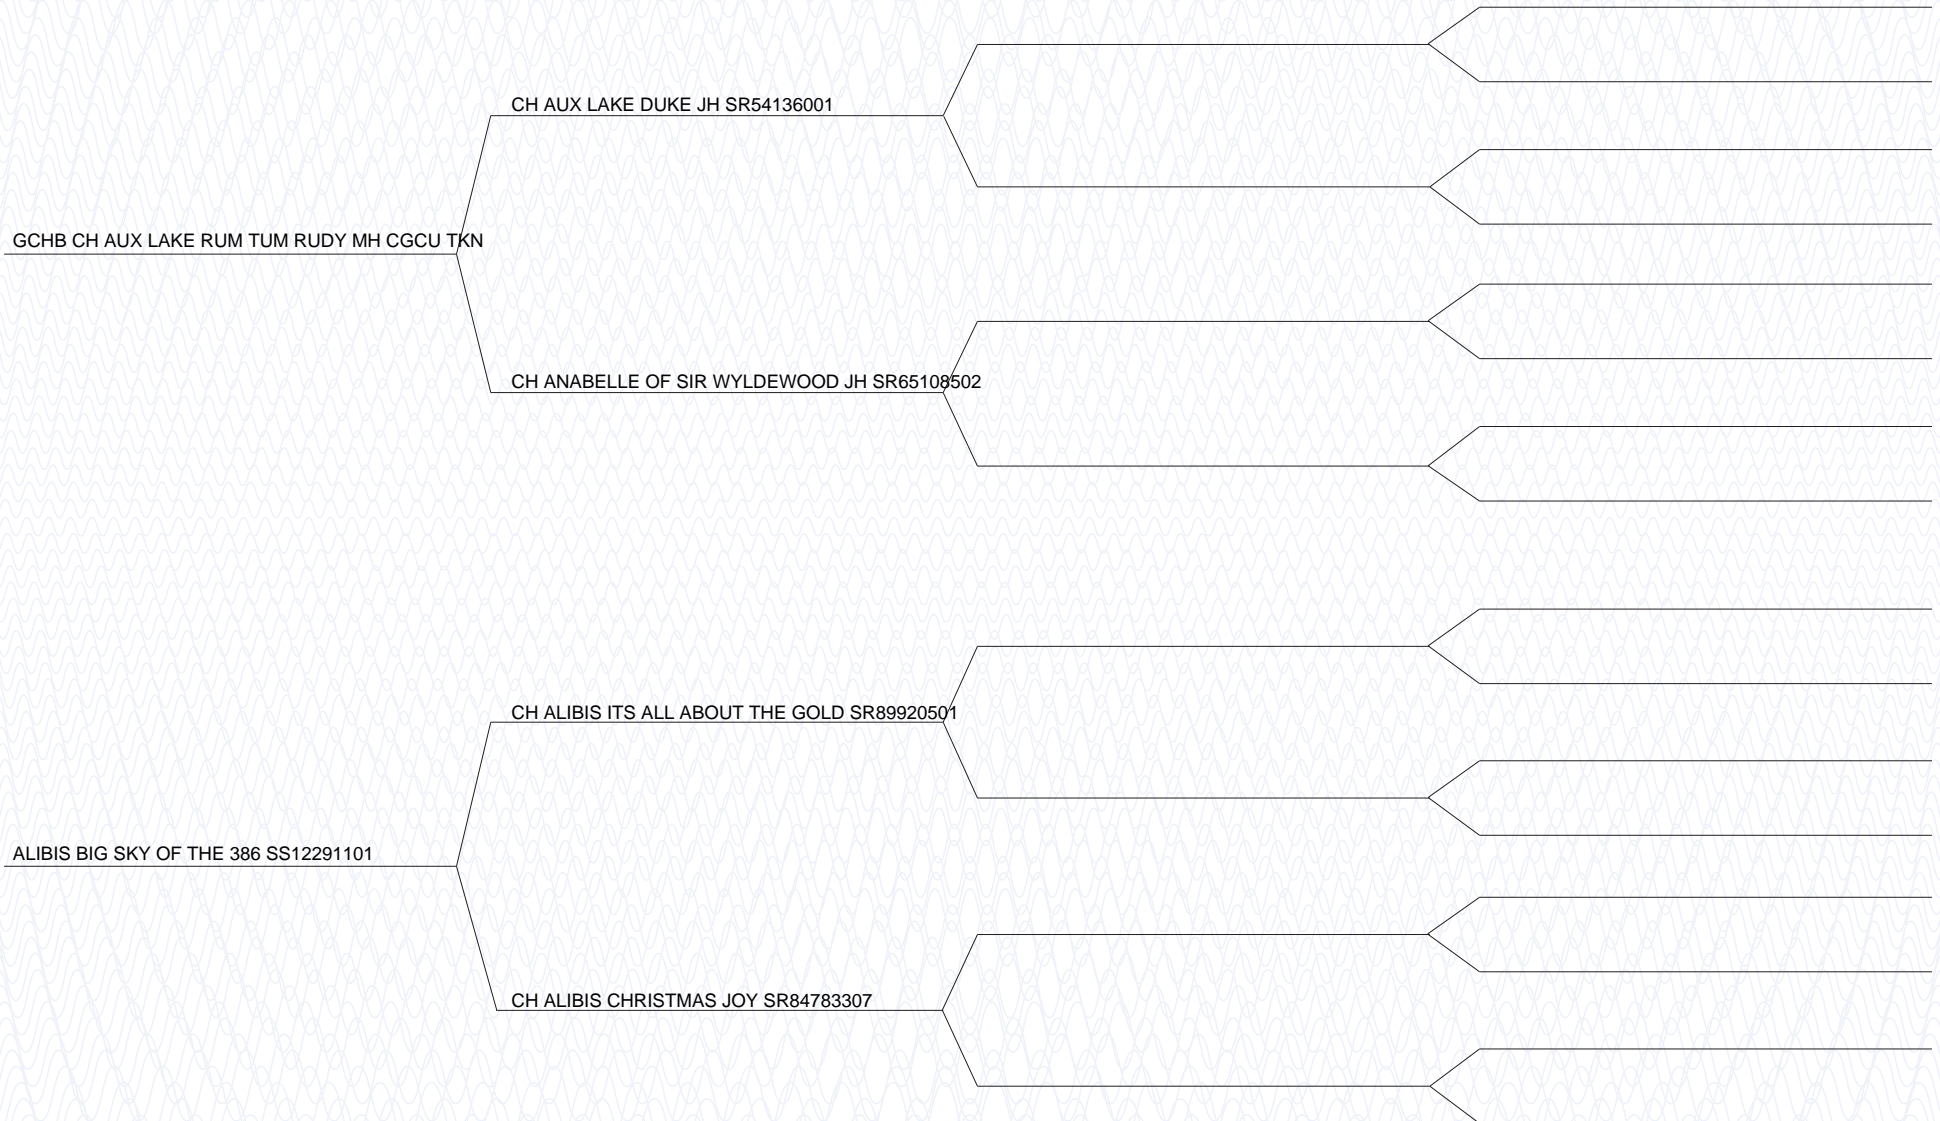 CH AUX LAKE DUKE JH SR54136001
GCHB CH AUX LAKE RUM TUM RUDY MH CGCU TKN
CH ANABELLE OF SIR WYLDEWOOD JH SR65108502
CH ALIBIS ITS ALL ABOUT THE GOLD SR89920501
ALIBIS BIG SKY OF THE 386 SS12291101
CH ALIBIS CHRISTMAS JOY SR84783307